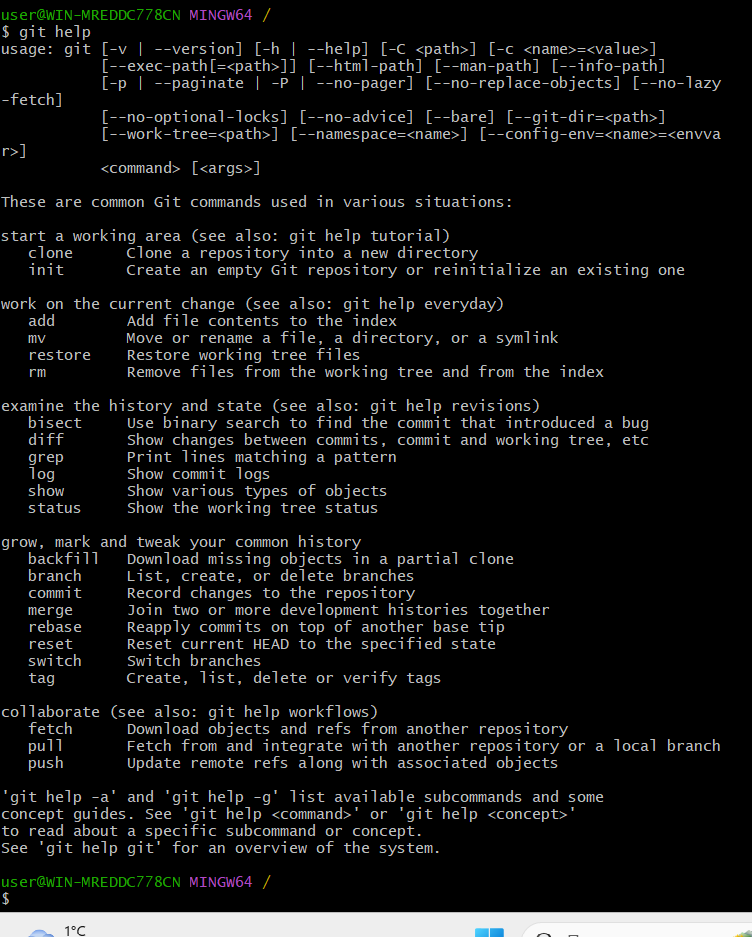 user@WIN-MREDDC778CN MINGW64 /
$ git help
usage: git [-v | --version] [-h | --help] [-C <path>] [-c <name>=<value>]
           [--exec-path[=<path>]] [--html-path] [--man-path] [--info-path]
           [-p | --paginate | -P | --no-pager] [--no-replace-objects] [--no-lazy
-fetch]
           [--no-optional-locks] [--no-advice] [--bare] [--git-dir=<path>]
           [--work-tree=<path>] [--namespace=<name>] [--config-env=<name>=<envva
r>]
           <command> [<args>]

These are common Git commands used in various situations:

start a working area (see also: git help tutorial)
   clone      Clone a repository into a new directory
   init       Create an empty Git repository or reinitialize an existing one

work on the current change (see also: git help everyday)
   add        Add file contents to the index
   mv         Move or rename a file, a directory, or a symlink
   restore    Restore working tree files
   rm         Remove files from the working tree and from the index

examine the history and state (see also: git help revisions)
   bisect     Use binary search to find the commit that introduced a bug
   diff       Show changes between commits, commit and working tree, etc
   grep       Print lines matching a pattern
   log        Show commit logs
   show       Show various types of objects
   status     Show the working tree status

grow, mark and tweak your common history
   backfill   Download missing objects in a partial clone
   branch     List, create, or delete branches
   commit     Record changes to the repository
   merge      Join two or more development histories together
   rebase     Reapply commits on top of another base tip
   reset      Reset current HEAD to the specified state
   switch     Switch branches
   tag        Create, list, delete or verify tags

collaborate (see also: git help workflows)
   fetch      Download objects and refs from another repository
   pull       Fetch from and integrate with another repository or a local branch
   push       Update remote refs along with associated objects

'git help -a' and 'git help -g' list available subcommands and some
concept guides. See 'git help <command>' or 'git help <concept>'
to read about a specific subcommand or concept.
See 'git help git' for an overview of the system.

user@WIN-MREDDC778CN MINGW64 /
$
1°C